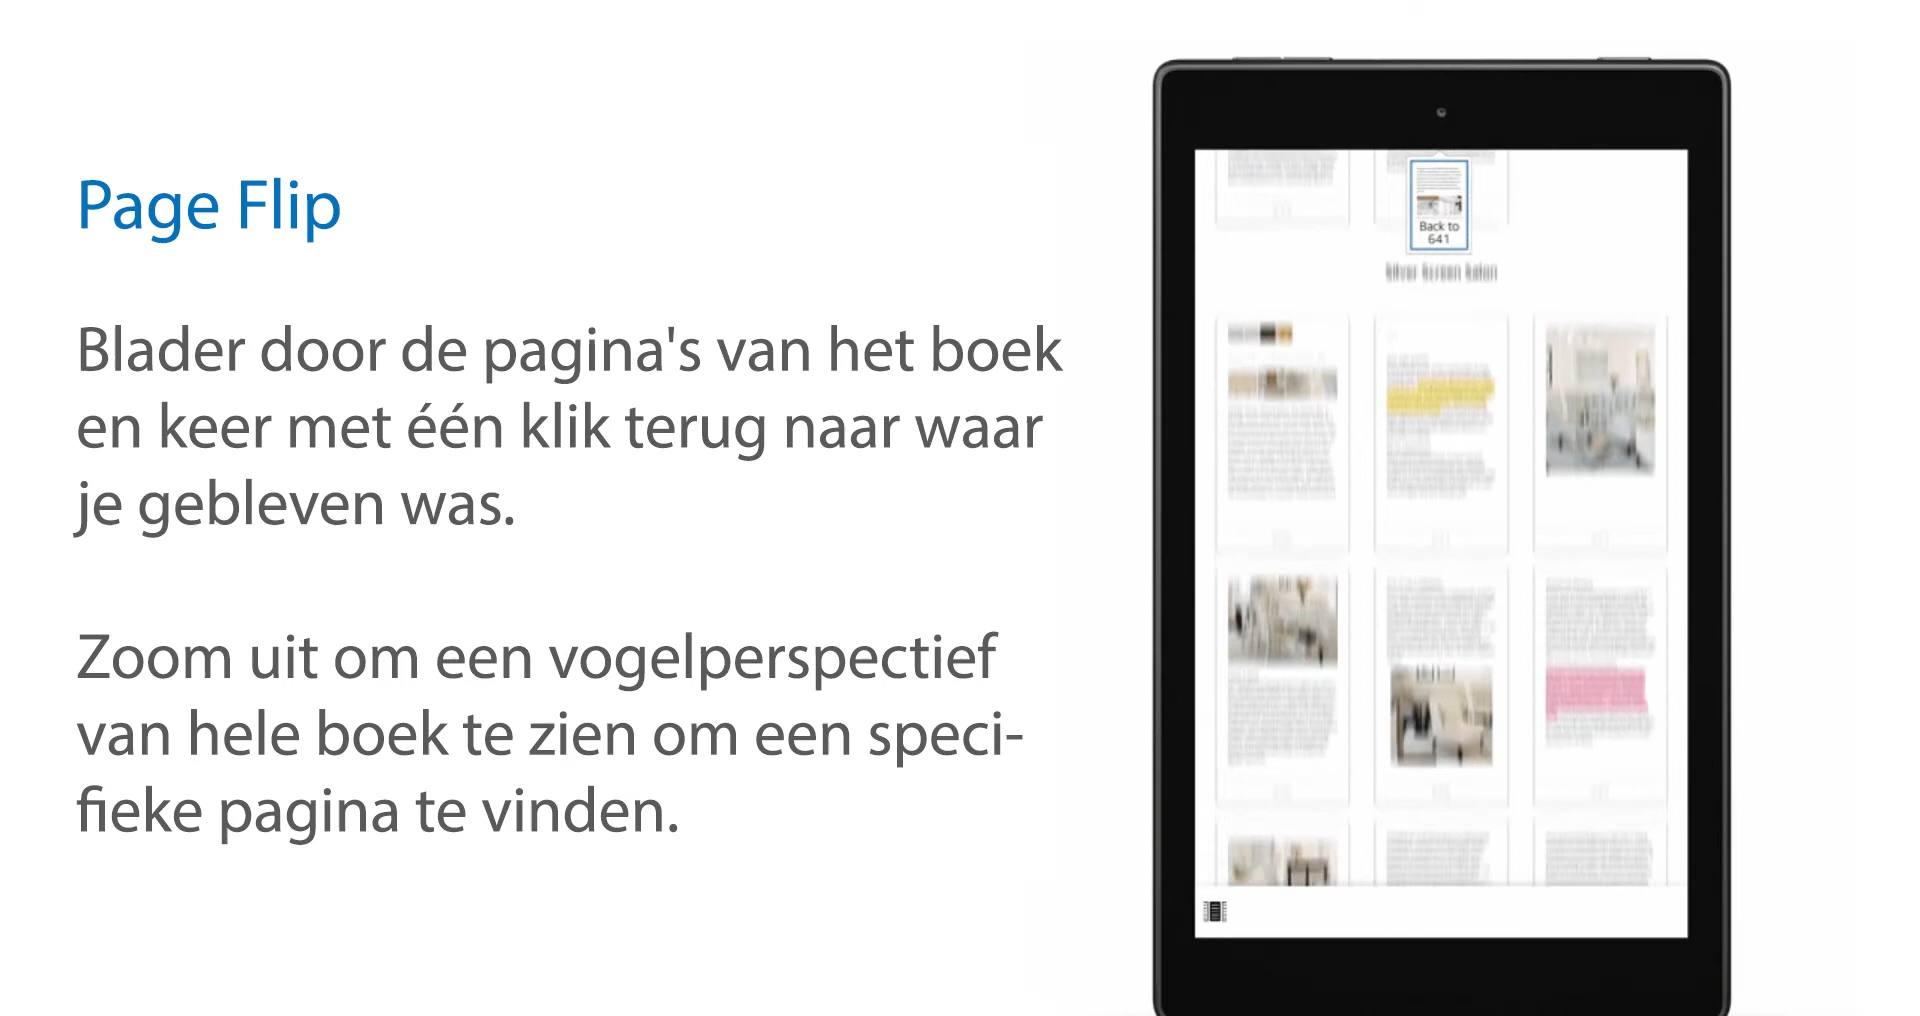 Page Flip
Blader door de pagina's van het boek
en keer met één klik terug naar waar
je gebleven was.
Zoom uit om een vogelperspectief
van hele boek te zien om een speci-
fieke pagina te vinden.
Back to
641